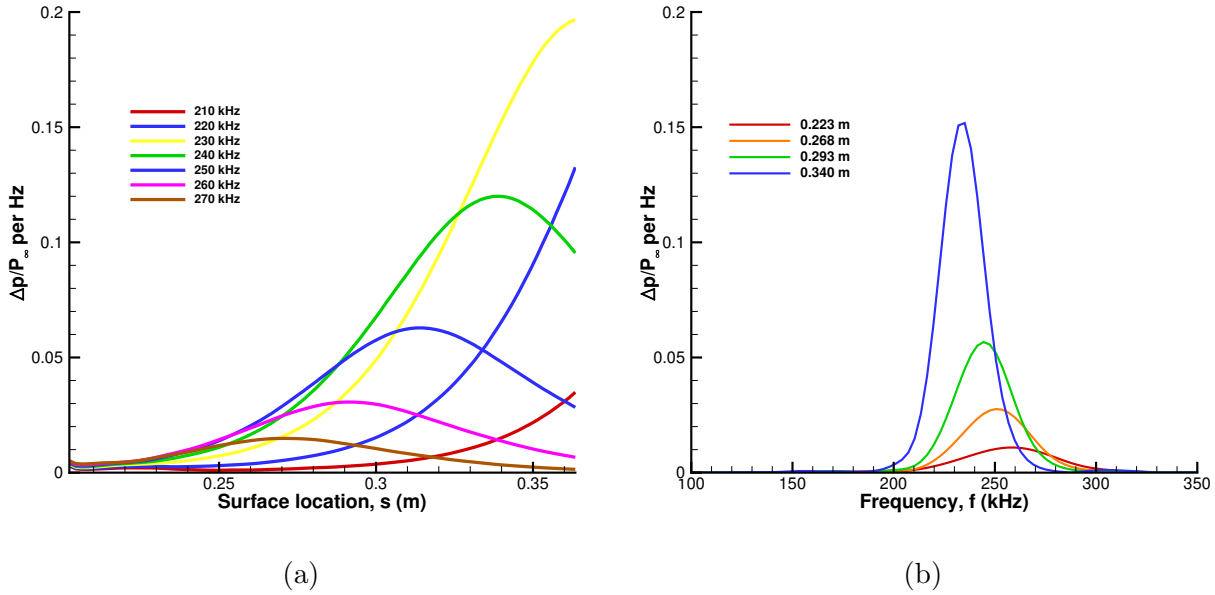 Δp/P∞ per Hz
0.2
0.15
0.1
0.05
0
0.25
0.3
0.35
Surface location, s (m)
210 kHz
220 kHz
230 kHz
240 kHz
250 kHz
260 kHz
270 kHz
(a)
Δp/P∞ per Hz
0.2
0.15
0.1
0.05
0
100
150
200
250
300
350
Frequency, f (kHz)
0.223 m
0.268 m
0.293 m
0.340 m
(b)